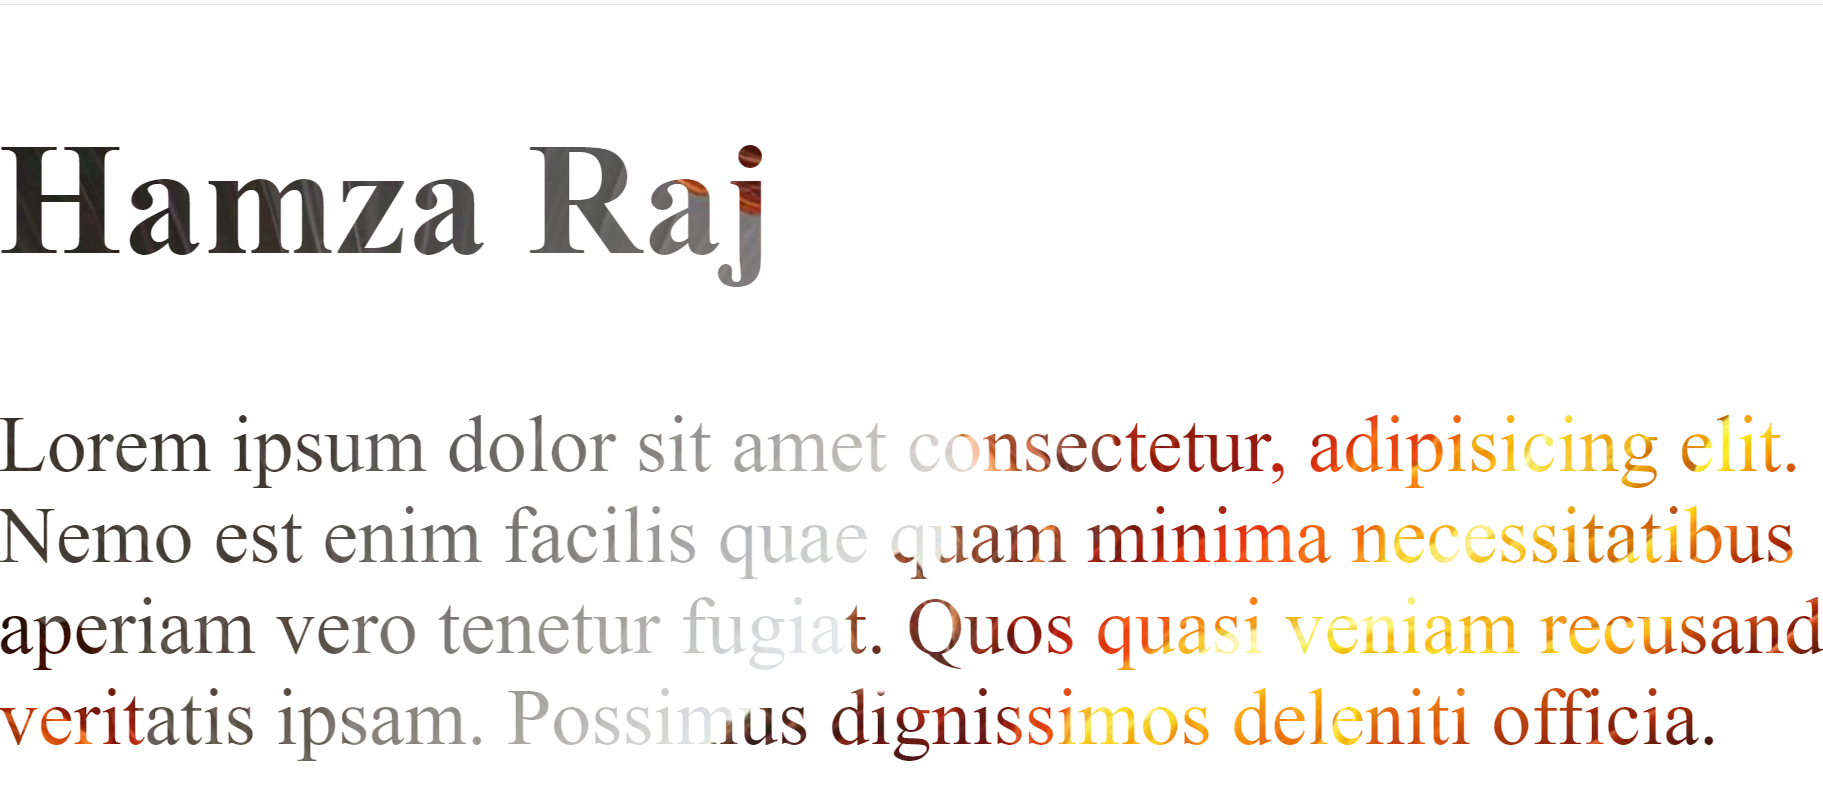 Hamza Raj
Lorem ipsum dolor sit amet consectetur, adipisicing elit.
Nemo est enim facilis quae quam minima necessitatibus
aperiam vero tenetur fugiat. Quos quasi veniam recusand
veritatis ipsam. Possimus dignissimos deleniti officia.